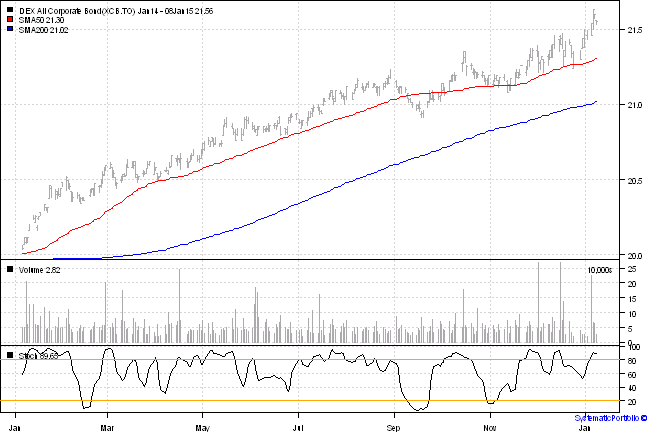 DEX All Corporate Bond(XCB.TO) Jan14 - 08Jan15 21.56
SMA50 21.30
SMA200 21.02
21.5
21.0
20.5
20.0
Volume 2.82
10,000s
25
20
15
10
5
0
Stoch 89.68
100
80
60
40
20
Jan Mar May Jul Sep Nov Jan
SystematicPortfolio ©